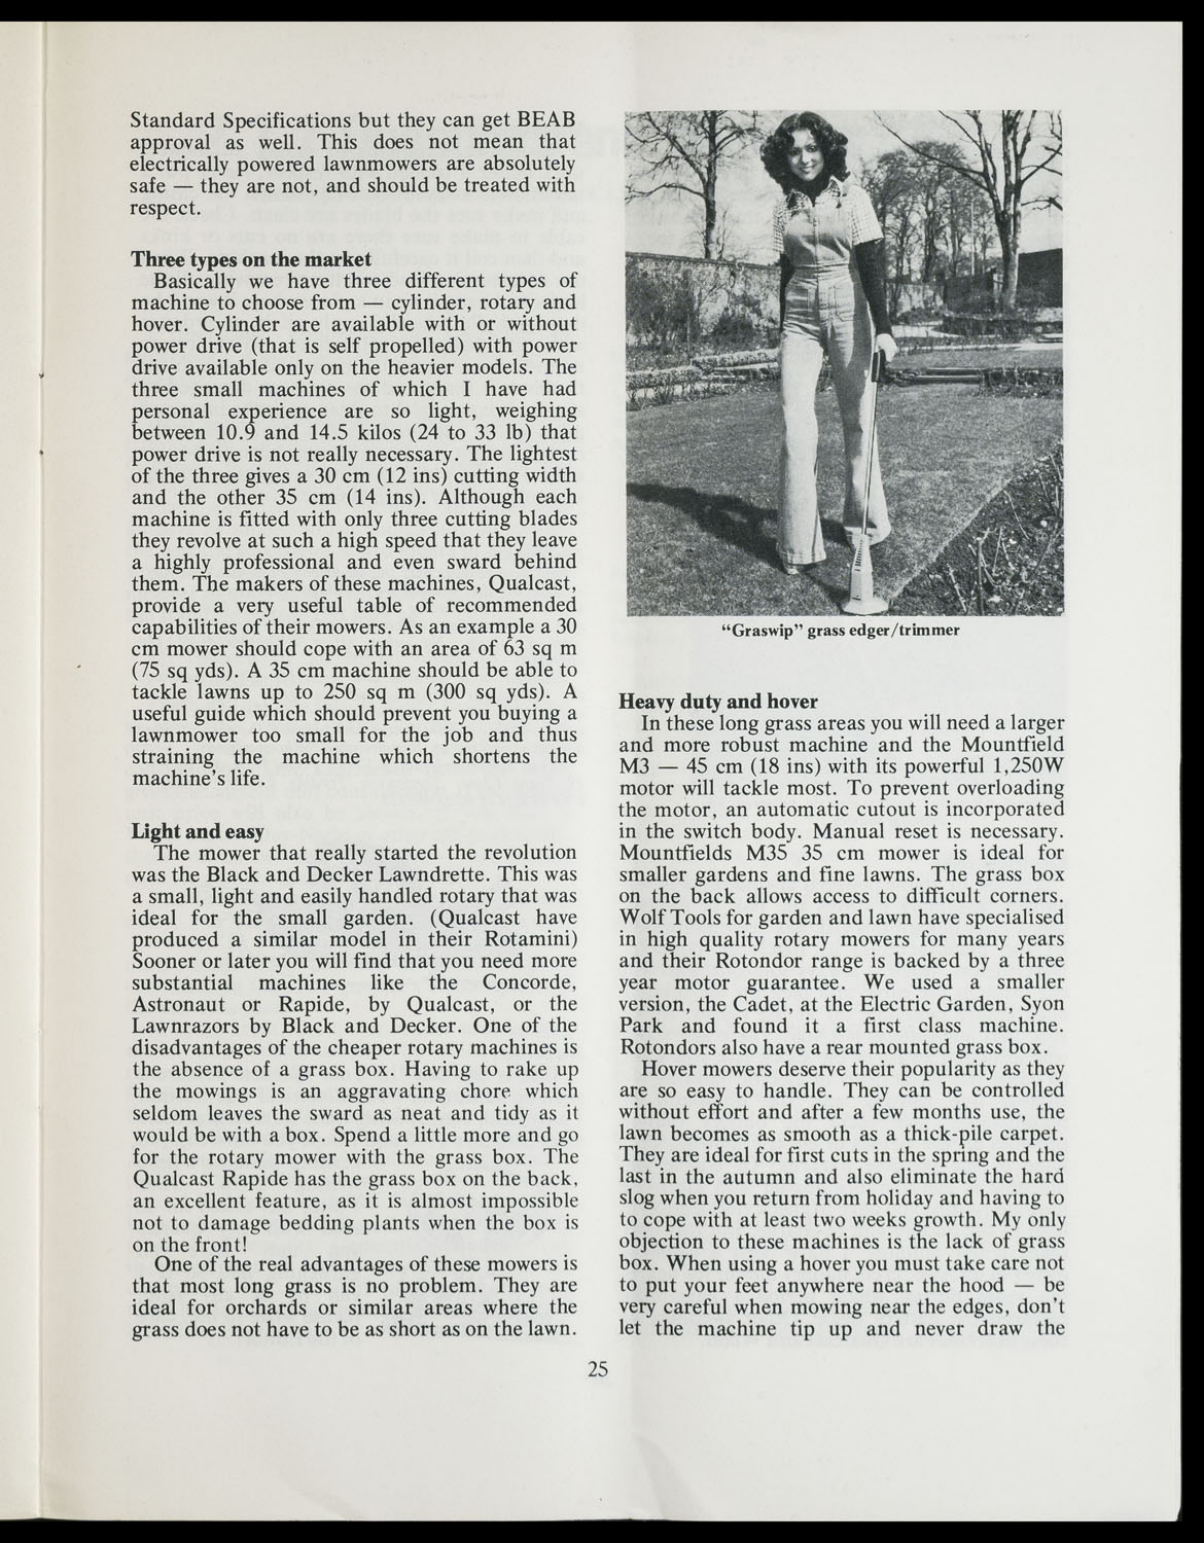 Standard Specifications but they can get BEAB
approval as well. This does not mean that
electrically powered lawnmowers are absolutely
safe — they are not, and should be treated with
respect.
Three types on the market
Basically we have three different types of
machine to choose from — cylinder, rotary and
hover. Cylinder are available with or without
power drive (that is self propelled) with power
drive available only on the heavier models. The
three small machines of which I have had
personal experience are so light, weighing
between 10.9 and 14.5 kilos (24 to 33 lb) that
power drive is not really necessary. The lightest
of the three gives a 30 cm (12 ins) cutting width
and the other 35 cm (14 ins). Although each
machine is fitted with only three cutting blades
they revolve at such a high speed that they leave
a highly professional and even sward behind
them. The makers of these machines, Qualcast,
provide a very useful table of recommended
capabilities of their mowers. As an example a 30
cm mower should cope with an area of 63 sq m
(75 sq yds). A 35 cm machine should be able to
tackle lawns up to 250 sq m (300 sq yds). A
useful guide which should prevent you buying a
lawnmower too small for the job and thus
straining the machine which shortens the
machine's life.
Light and easy
The mower that really started the revolution
was the Black and Decker Lawndrette. This was
a small, light and easily handled rotary that was
ideal for the small garden. (Qualcast have
produced a similar model in their Rotamini)
Sooner or later you will find that you need more
substantial machines like the Concorde,
Astronaut or Rapide, by Qualcast, or the
Lawnrazors by Black and Decker. One of the
disadvantages of the cheaper rotary machines is
the absence of a grass box. Having to rake up
the mowings is an aggravating chore which
seldom leaves the sward as neat and tidy as it
would be with a box. Spend a little more and go
for the rotary mower with the grass box. The
Qualcast Rapide has the grass box on the back,
an excellent feature, as it is almost impossible
not to damage bedding plants when the box is
on the front!
One of the real advantages of these mowers is
that most long grass is no problem. They are
ideal for orchards or similar areas where the
grass does not have to be as short as on the lawn.
“Graswip” grass edger/trimmer
Heavy duty and hover
In these long grass areas you will need a larger
and more robust machine and the Mountfield
M3 — 45 cm (18 ins) with its powerful 1,250W
motor will tackle most. To prevent overloading
the motor, an automatic cutout is incorporated
in the switch body. Manual reset is necessary.
Mountfields M35 35 cm mower is ideal for
smaller gardens and fine lawns. The grass box
on the back allows access to difficult corners.
Wolf Tools for garden and lawn have specialised
in high quality rotary mowers for many years
and their Rotondor range is backed by a three
year motor guarantee. We used a smaller
version, the Cadet, at the Electric Garden, Syon
Park and found it a first class machine.
Rotondors also have a rear mounted grass box.
Hover mowers deserve their popularity as they
are so easy to handle. They can be controlled
without effort and after a few months use, the
lawn becomes as smooth as a thick-pile carpet.
They are ideal for first cuts in the spring and the
last in the autumn and also eliminate the hard
slog when you return from holiday and having to
to cope with at least two weeks growth. My only
objection to these machines is the lack of grass
box. When using a hover you must take care not
to put your feet anywhere near the hood — be
very careful when mowing near the edges, don't
let the machine tip up and never draw the
25